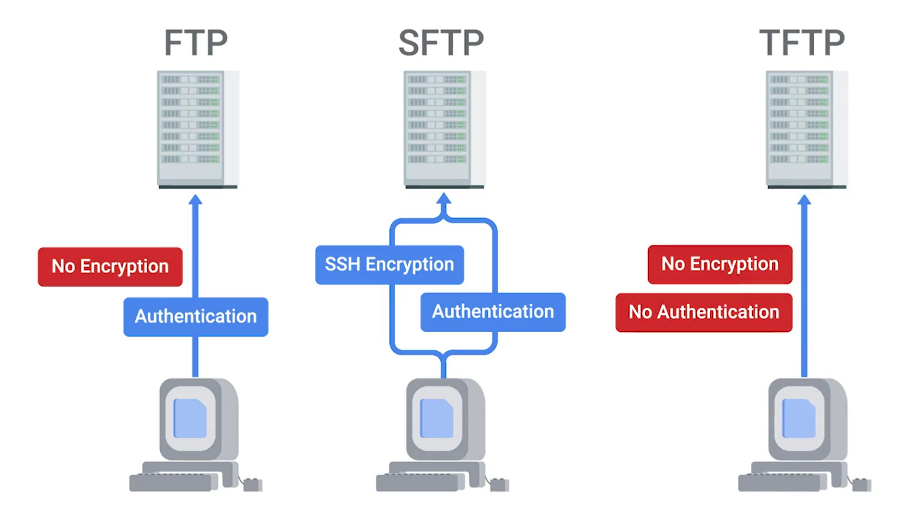 FTP
SFTP
TFTP
No Encryption
Authentication
SSH Encryption
Authentication
No Encryption
No Authentication